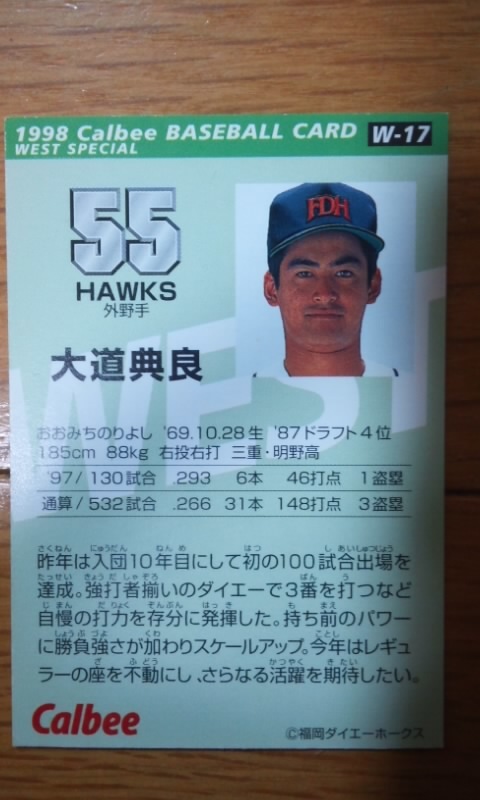 1998 Calbee BASEBALL CARD W-17
WEST SPECIAL
55
FDH
HAWKS
外野手
大道典良
WEST
おおみちのりよし '69.10.28生 '87ドラフト4位
185cm 88kg 右投右打 三重・明野高
'97/130試合 .293 6本 46打点 1盗塁
通算/532試合 .266 31本 148打点 3盗塁
昨年は入団10年目にして初の100試合出場を
達成。強打者揃いのダイエーで3番を打つなど
自慢の打力を存分に発揮した。持ち前のパワー
に勝負強さが加わりスケールアップ。今年はレギュ
ラーの座を不動にし、さらなる活躍を期待したい。
Calbee
©福岡ダイエーホークス